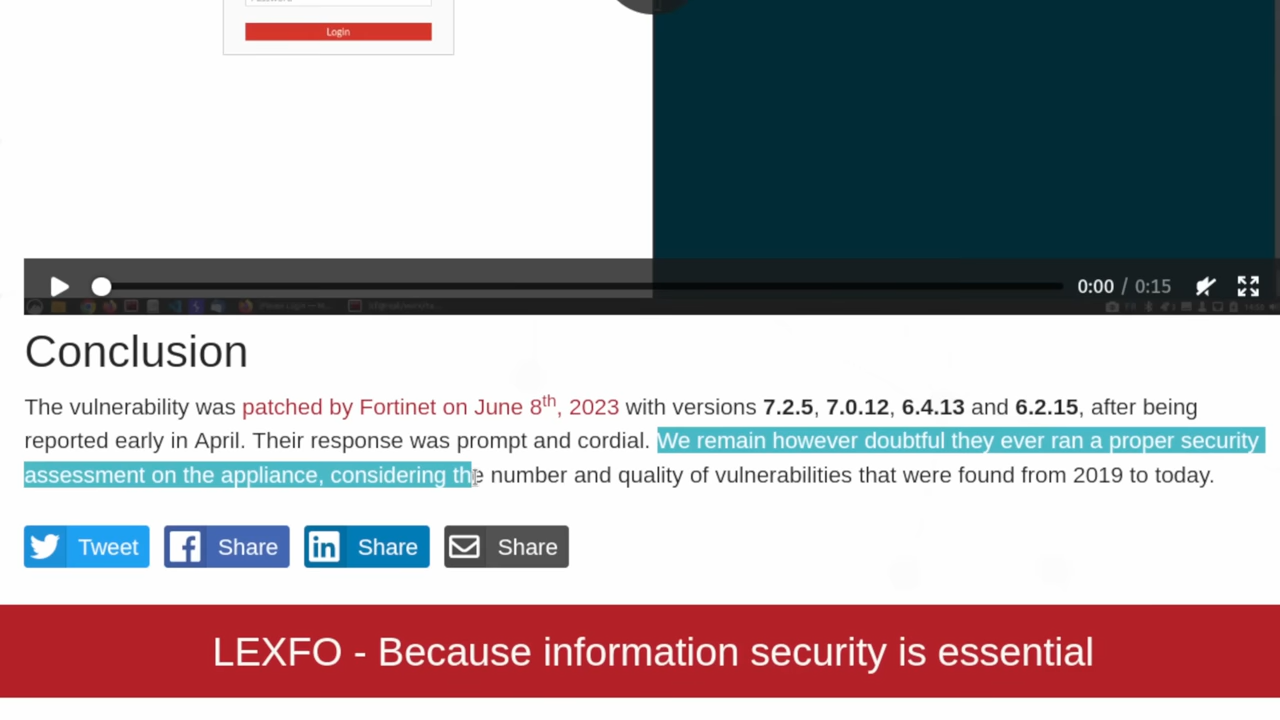 Login
0:00 / 0:15
Conclusion
The vulnerability was patched by Fortinet on June 8th, 2023 with versions 7.2.5, 7.0.12, 6.4.13 and 6.2.15, after being
reported early in April. Their response was prompt and cordial. We remain however doubtful they ever ran a proper security
assessment on the appliance, considering the number and quality of vulnerabilities that were found from 2019 to today.
Tweet Share Share Share
LEXFO - Because information security is essential